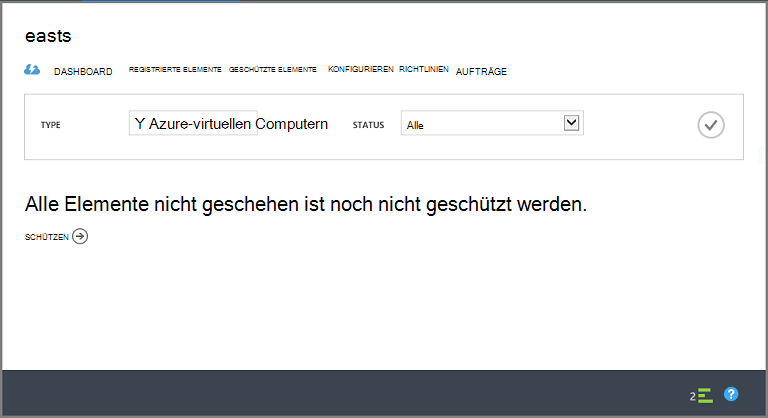 easts
DASHBOARD REGISTRIERTE ELEMENTE GESCHÜTZTE ELEMENTE KONFIGURIEREN RICHTLINIEN AUFTRÄGE
TYPE Y Azure-virtuellen Computern STATUS Alle
Alle Elemente nicht geschehen ist noch nicht geschützt werden.
SCHÜTZEN
2 ?